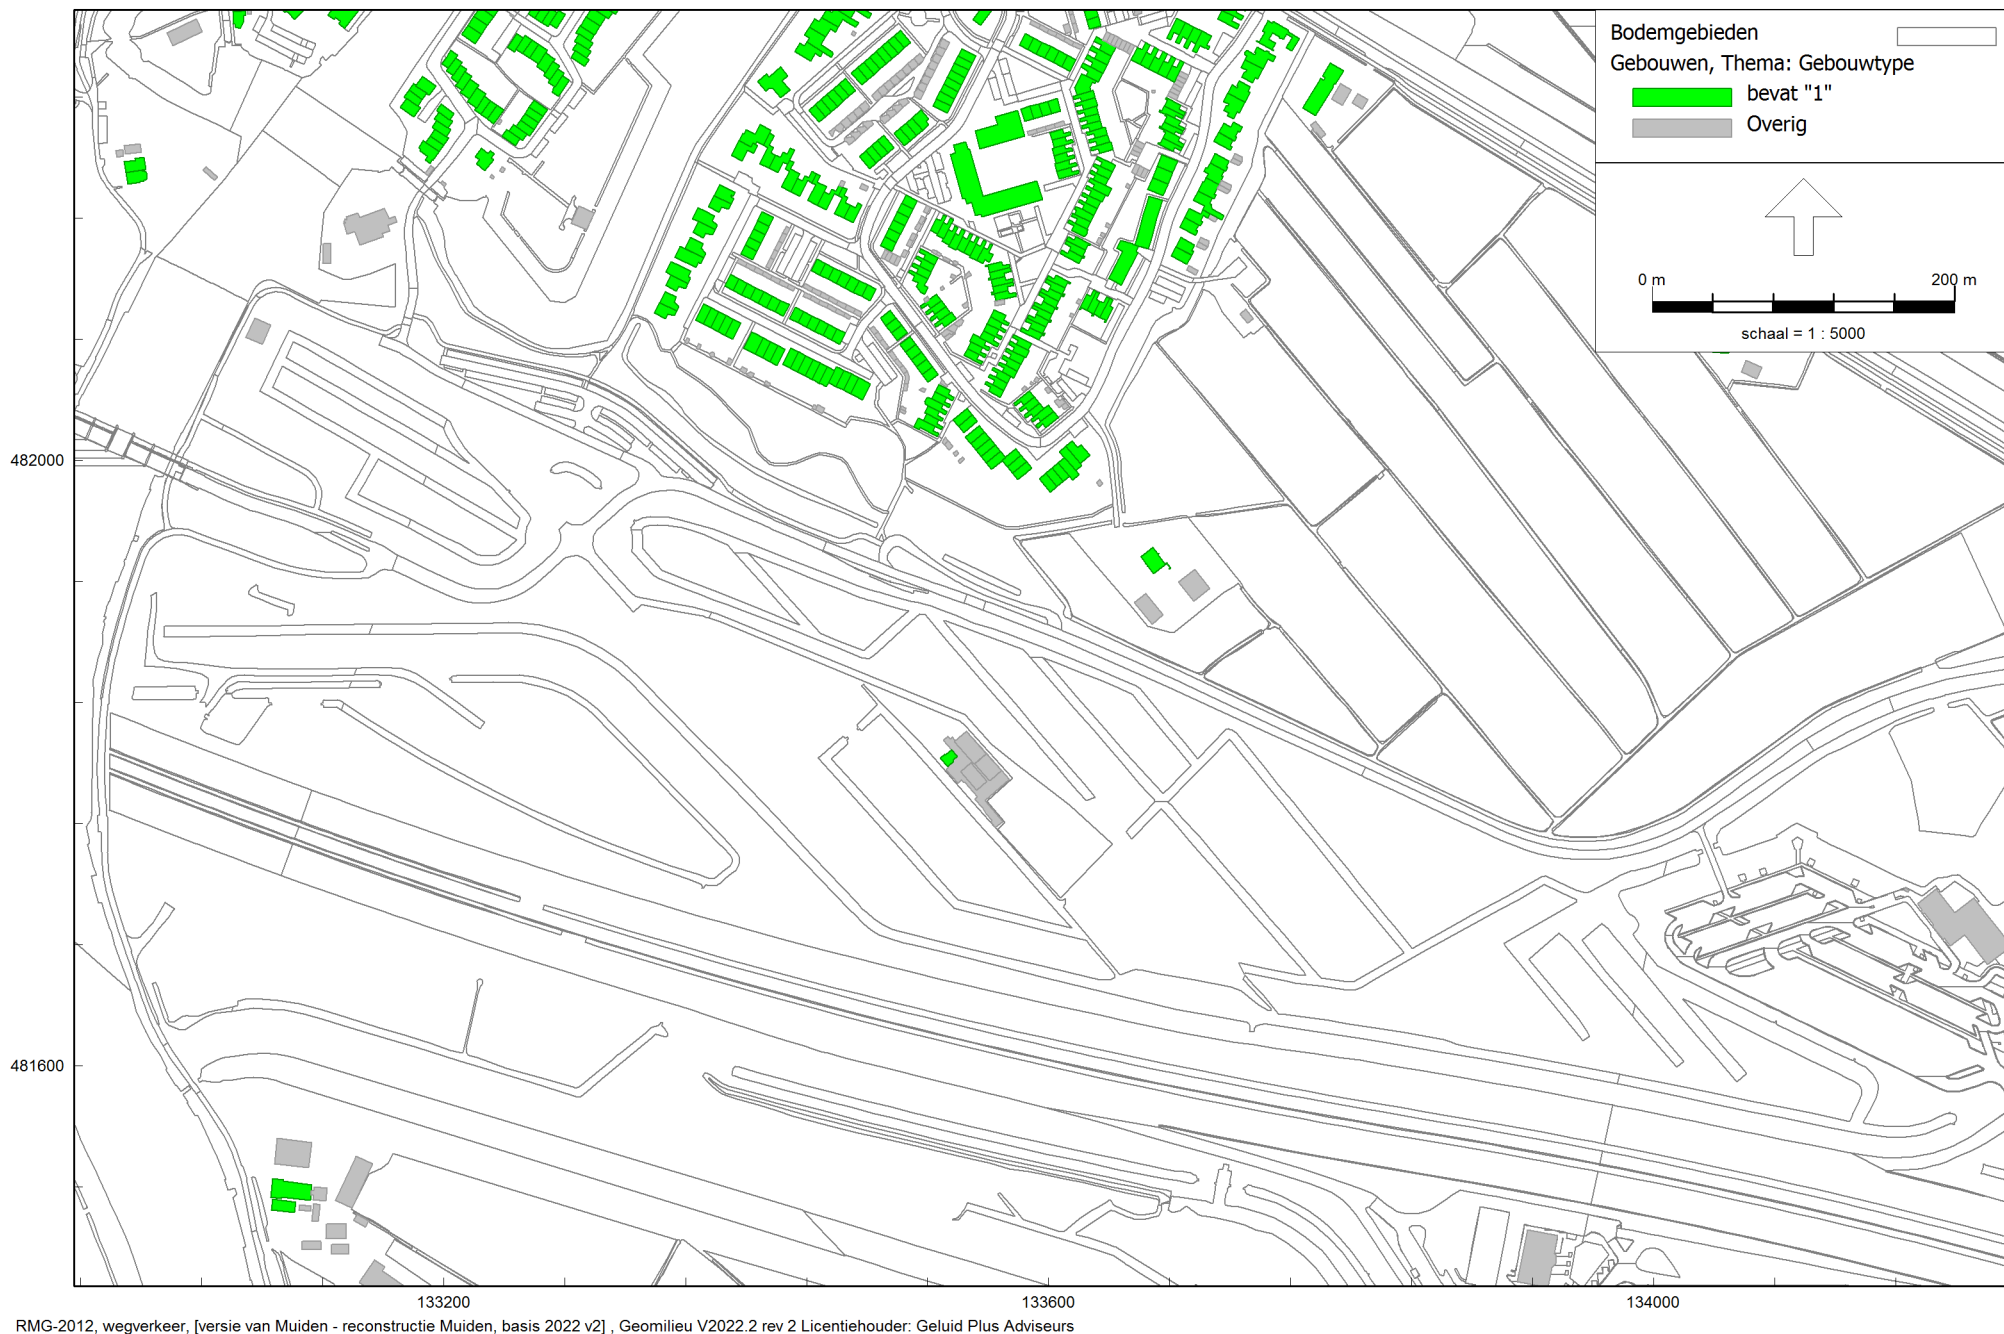 Bodemgebieden
Gebouwen, Thema: Gebouwtype
bevat "1"
Overig
0 m 200 m
schaal = 1 : 5000
482000
481600
133200 133600 134000
RMG-2012, wegverkeer, [versie van Muiden - reconstructie Muiden, basis 2022 v2] , Geomilieu V2022.2 rev 2 Licentiehouder: Geluid Plus Adviseurs